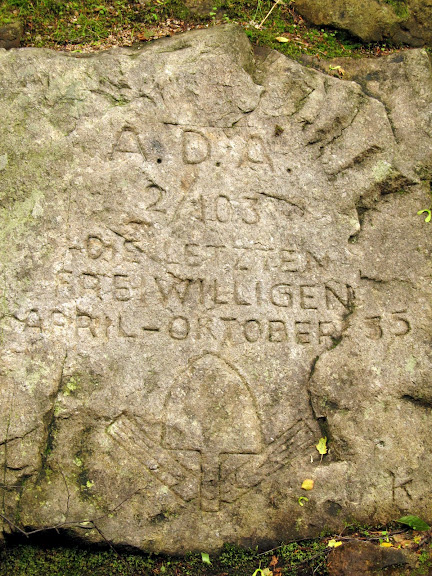 A.D.A.
2/103
DIE LETZTEN
FREIWILLIGEN
APRIL-OKTOBER 35
K